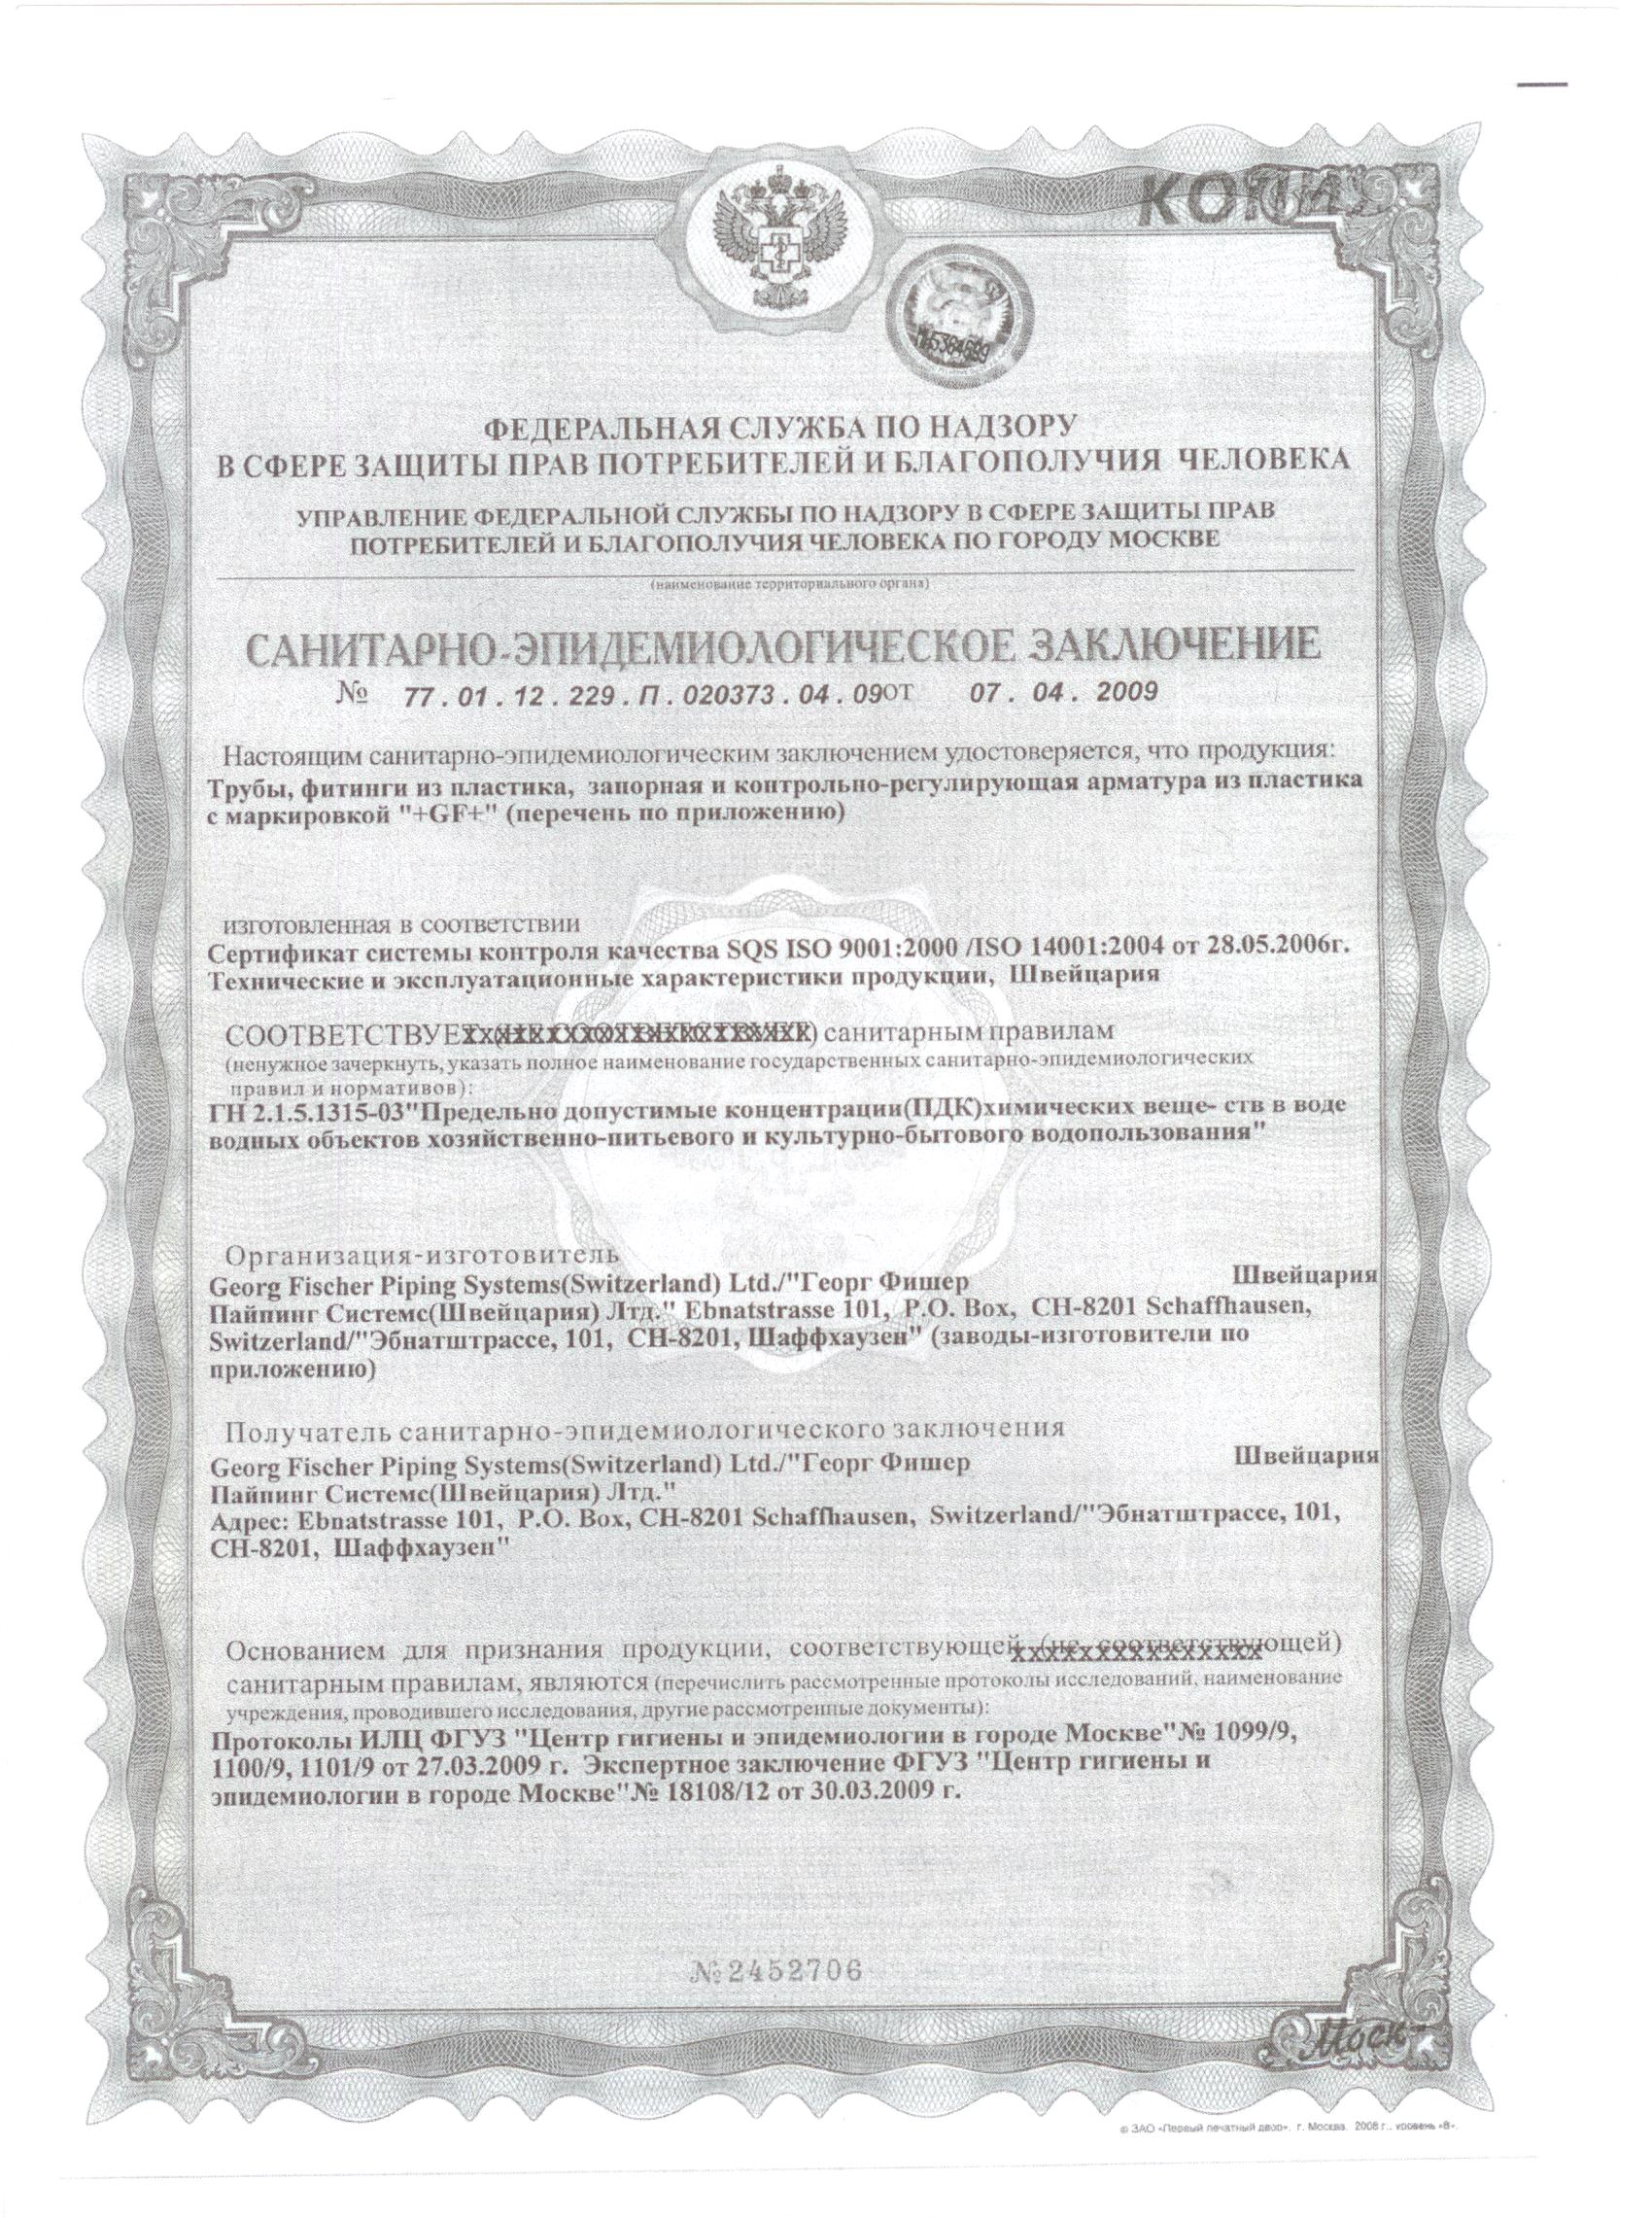 КОПИЯ
ФЕДЕРАЛЬНАЯ СЛУЖБА ПО НАДЗОРУ
В СФЕРЕ ЗАЩИТЫ ПРАВ ПОТРЕБИТЕЛЕЙ И БЛАГОПОЛУЧИЯ ЧЕЛОВЕКА
УПРАВЛЕНИЕ ФЕДЕРАЛЬНОЙ СЛУЖБЫ ПО НАДЗОРУ В СФЕРЕ ЗАЩИТЫ ПРАВ
ПОТРЕБИТЕЛЕЙ И БЛАГОПОЛУЧИЯ ЧЕЛОВЕКА ПО ГОРОДУ МОСКВЕ
(наименование территориального органа)
САНИТАРНО-ЭПИДЕМИОЛОГИЧЕСКОЕ ЗАКЛЮЧЕНИЕ
№ 77.01.12.229.П.020373.04.09 от 07.04.2009
Настоящим санитарно-эпидемиологическим заключением удостоверяется, что продукция:
Трубы, фитинги из пластика, запорная и контрольно-регулирующая арматура из пластика
с маркировкой "+GF+" (перечень по приложению)
изготовленная в соответствии
Сертификат системы контроля качества SQS ISO 9001:2000 /ISO 14001:2004 от 28.05.2006г.
Технические и эксплуатационные характеристики продукции, Швейцария
СООТВЕТСТВУЕТ (НЕ СООТВЕТСТВУЕТ) санитарным правилам
(ненужное зачеркнуть, указать полное наименование государственных санитарно-эпидемиологических
правил и нормативов):
ГН 2.1.5.1315-03"Предельно допустимые концентрации(ПДК)химических веще- ств в воде
водных объектов хозяйственно-питьевого и культурно-бытового водопользования"
Организация-изготовитель
Georg Fischer Piping Systems(Switzerland) Ltd./"Георг Фишер Швейцария
Пайпинг Системс(Швейцария) Лтд." Ebnatstrasse 101, P.O. Box, CH-8201 Schaffhausen,
Switzerland/"Эбнатштрассе, 101, CH-8201, Шаффхаузен" (заводы-изготовители по
приложению)
Получатель санитарно-эпидемиологического заключения
Georg Fischer Piping Systems(Switzerland) Ltd./"Георг Фишер Швейцария
Пайпинг Системс(Швейцария) Лтд."
Адрес: Ebnatstrasse 101, P.O. Box, CH-8201 Schaffhausen, Switzerland/"Эбнатштрассе, 101,
CH-8201, Шаффхаузен"
Основанием для признания продукции, соответствующей (не соответствующей)
санитарным правилам, являются (перечислить рассмотренные протоколы исследований, наименование
учреждения, проводившего исследования, другие рассмотренные документы):
Протоколы ИЛЦ ФГУЗ "Центр гигиены и эпидемиологии в городе Москве"№ 1099/9,
1100/9, 1101/9 от 27.03.2009 г. Экспертное заключение ФГУЗ "Центр гигиены и
эпидемиологии в городе Москве"№ 18108/12 от 30.03.2009 г.
№2452706
© ЗАО «Первый печатный двор», г. Москва, 2008 г., уровень «В».